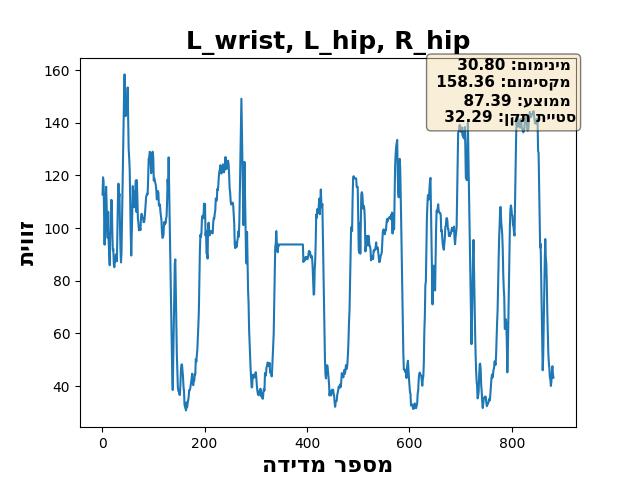 L_wrist, L_hip, R_hip
מינימום: 30.80
מקסימום: 158.36
ממוצע: 87.39
סטיית תקן: 32.29
160
140
120
100
80
60
40
זווית
0 200 400 600 800
מספר מדידה